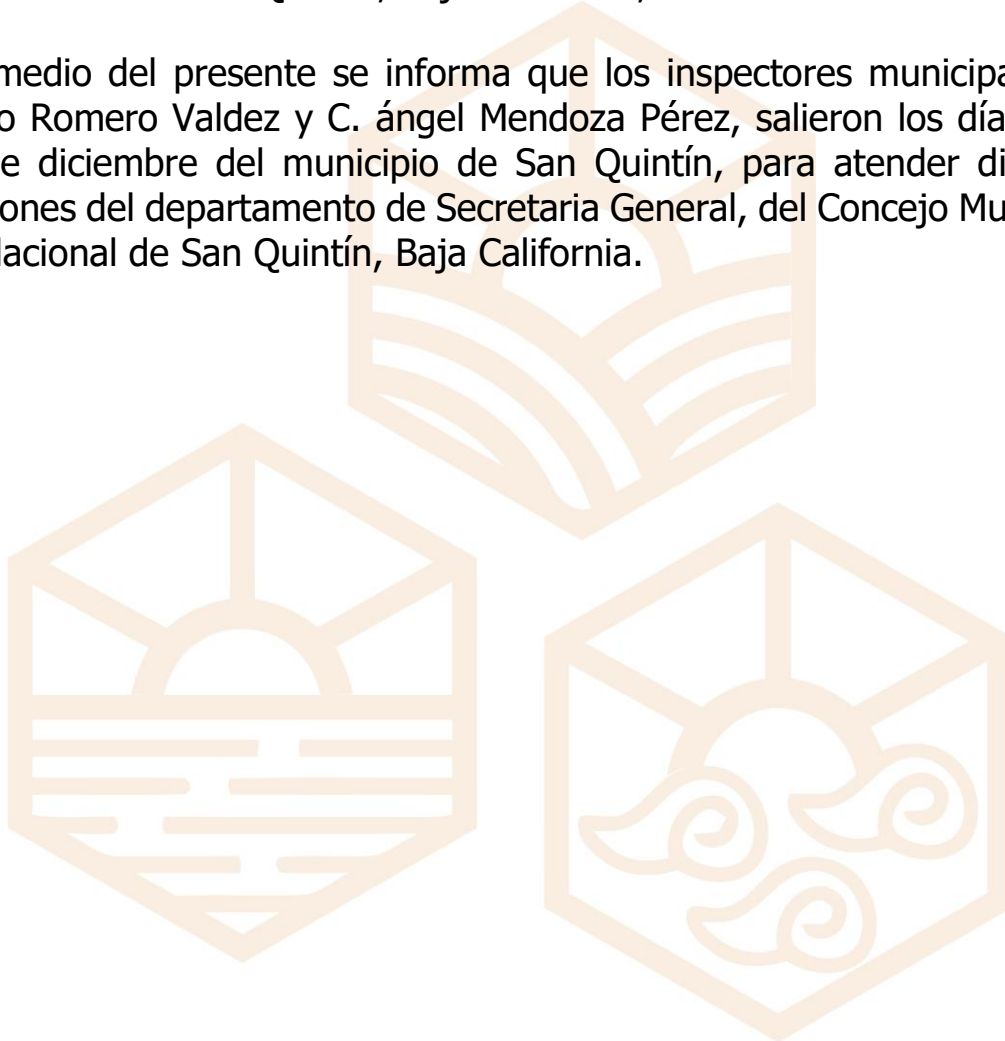 medio del presente se informa que los inspectores municipa
o Romero Valdez y C. ángel Mendoza Pérez, salieron los día
e diciembre del municipio de San Quintín, para atender di
ones del departamento de Secretaria General, del Concejo Mu
dacional de San Quintín, Baja California.